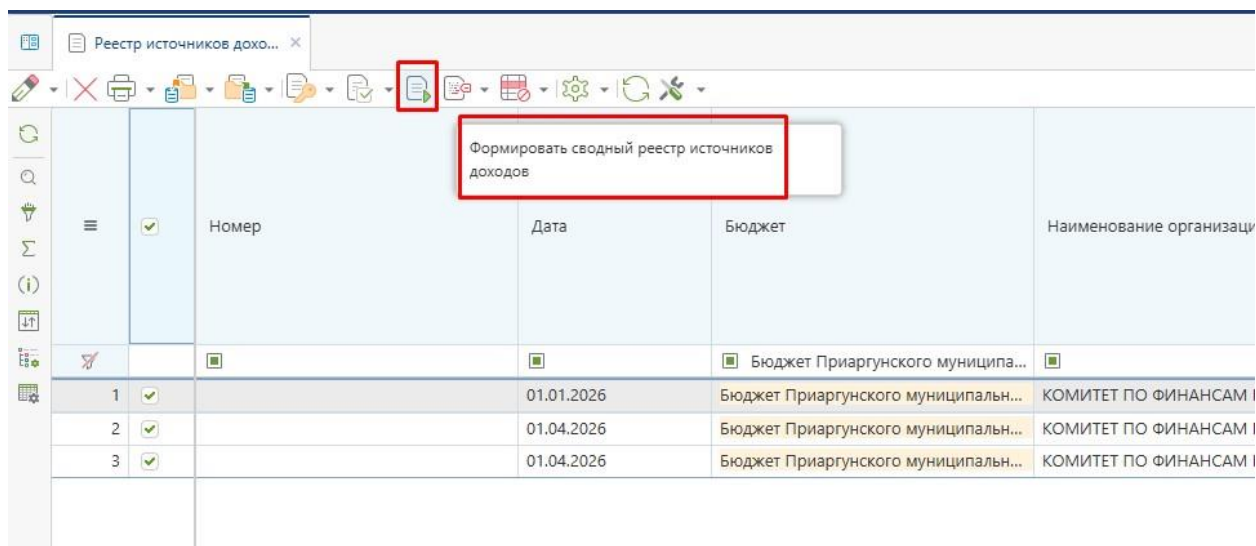 Реестр источников дохо...
Формировать сводный реестр источников
доходов
Номер
Дата
Бюджет
Наименование организаци
Бюджет Приаргунского муниципа...
1 01.01.2026 Бюджет Приаргунского муниципальн... КОМИТЕТ ПО ФИНАНСАМ
2 01.04.2026 Бюджет Приаргунского муниципальн... КОМИТЕТ ПО ФИНАНСАМ
3 01.04.2026 Бюджет Приаргунского муниципальн... КОМИТЕТ ПО ФИНАНСАМ